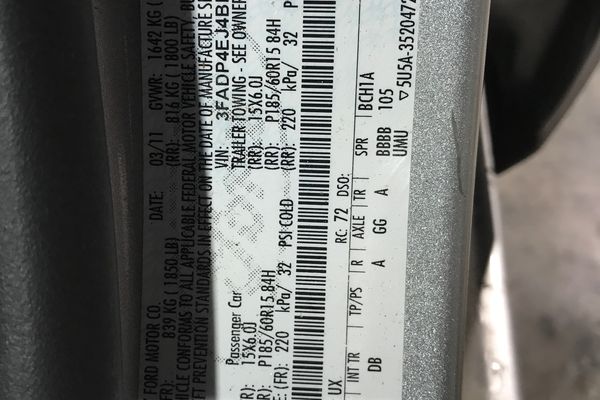 FORD MOTOR CO. DATE: 03/11 GVWR: 1642 KG (
839 KG (1850 LB) (RR): 816 KG (1800 LB)
CONFORMS TO ALL APPLICABLE FEDERAL MOTOR VEHICLE SAFETY,
PREVENTION STANDARDS IN EFFECT ON THE DATE OF MANUFACTURE
VIN: 3FADP4EJ4B
Passenger Car TRAILER TOWING - SEE OWNER
15X6.0J (RR): 15X6.0J
P185/60R15 84H (RR): P185/60R15 84H
(FR): 220 kPa/ 32 PSI COLD (RR): 220 kPa/ 32 P
UX RC: 72 DSO:
INT TR TP/PS R AXLE TR SPR BCH1A
DB A GG A BBBB 105
UMU ▽5U5A-3520472